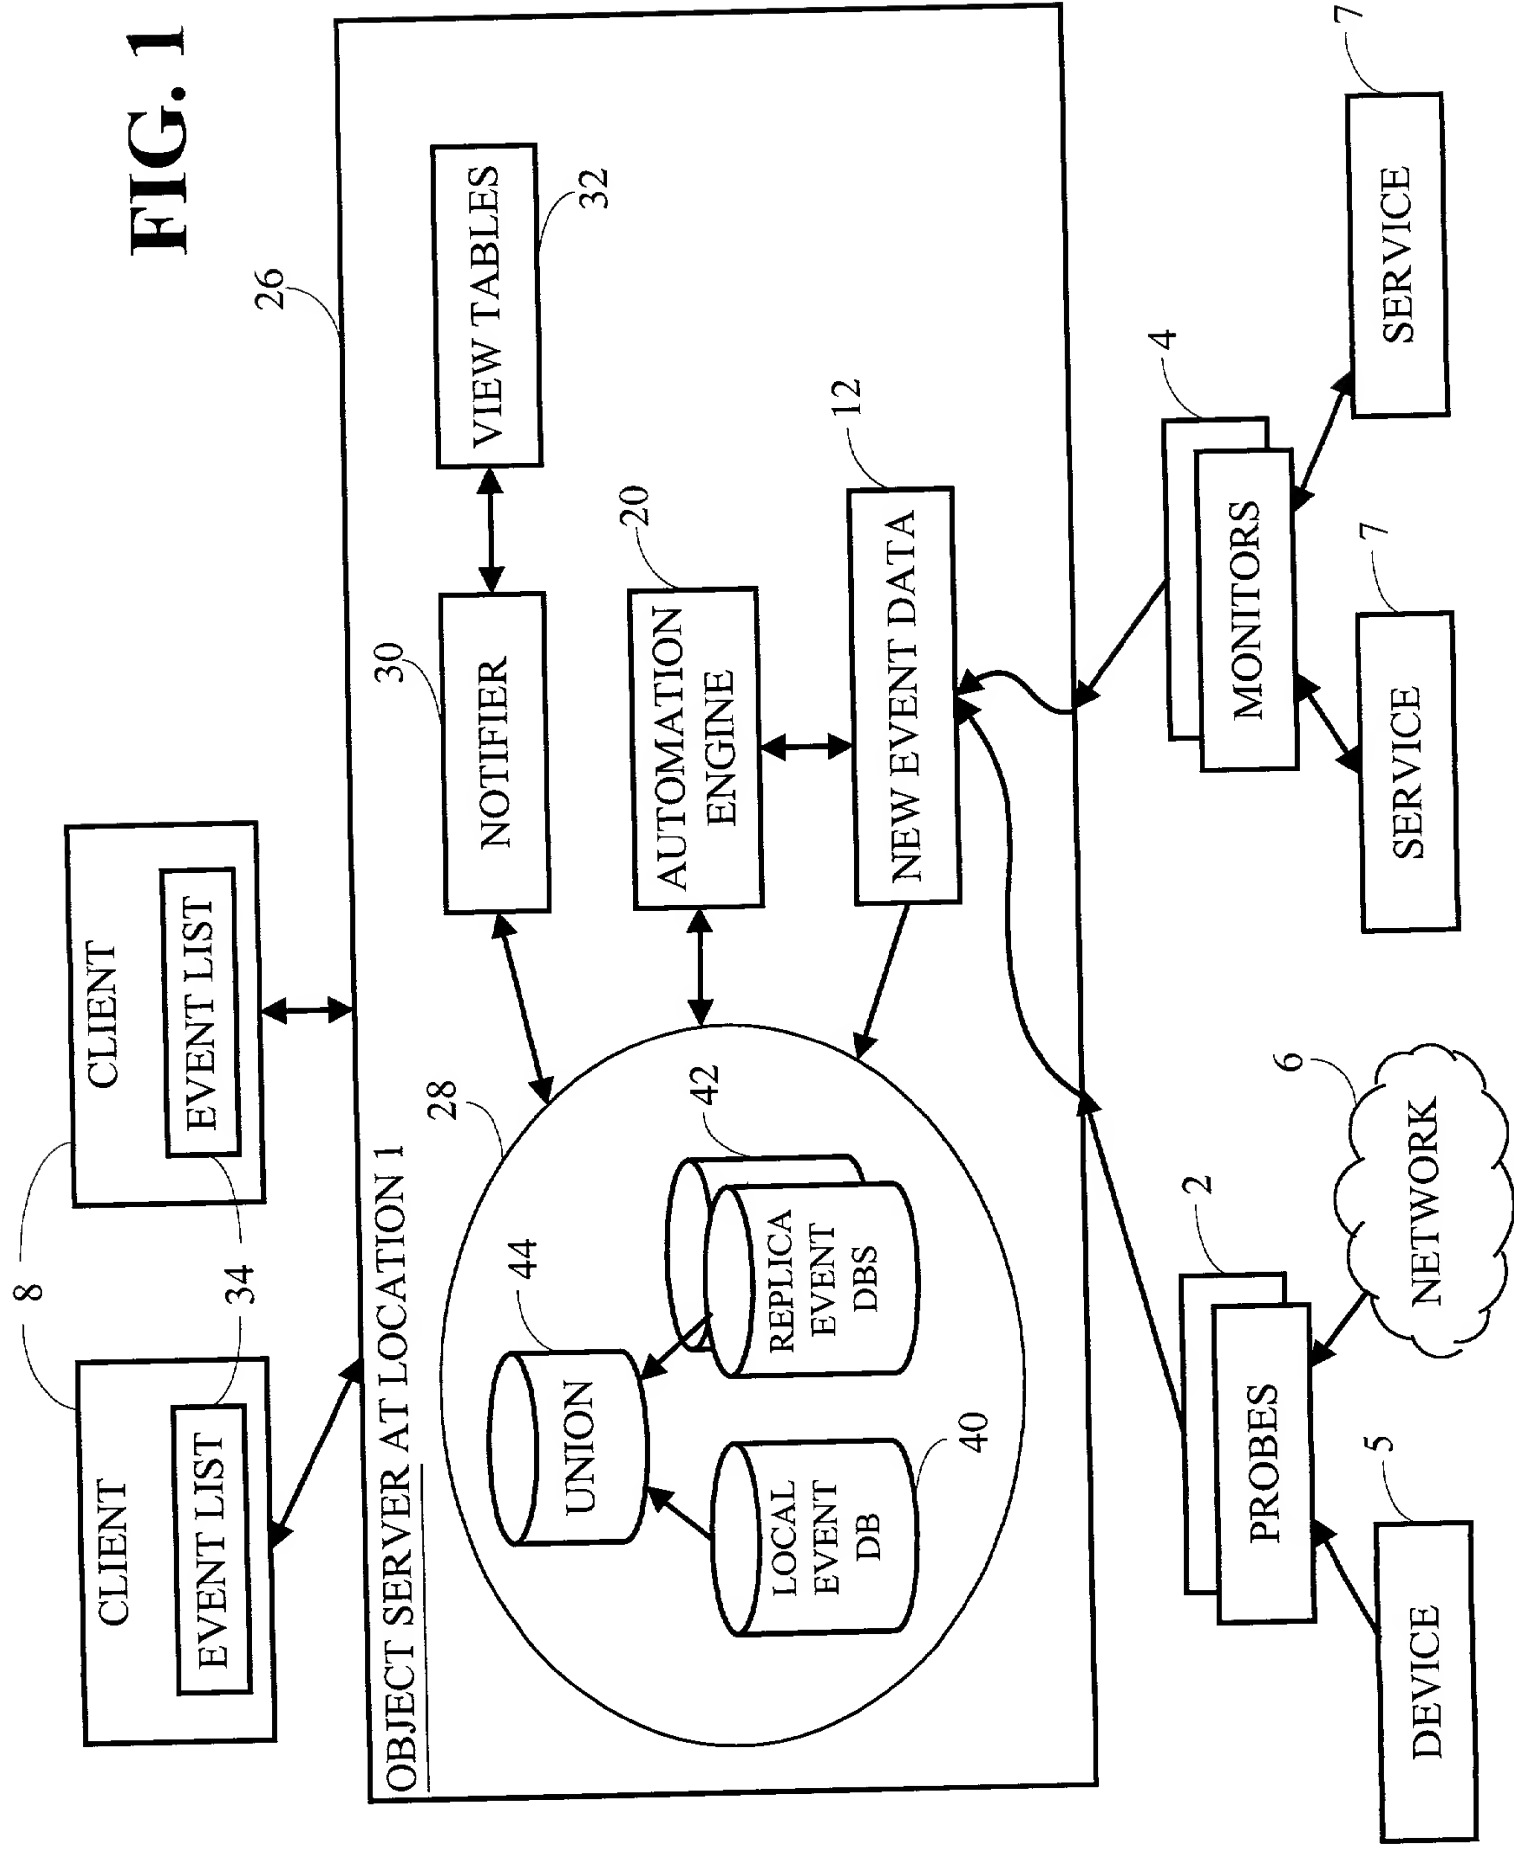 FIG. 1
8
CLIENT
EVENT LIST
34
CLIENT
EVENT LIST
26
OBJECT SERVER AT LOCATION 1
28
44
UNION
42
REPLICA
EVENT
DBS
LOCAL
EVENT
DB
40
30
NOTIFIER
VIEW TABLES
32
20
AUTOMATION
ENGINE
12
NEW EVENT DATA
2
PROBES
4
MONITORS
5
DEVICE
6
NETWORK
7
SERVICE
7
SERVICE